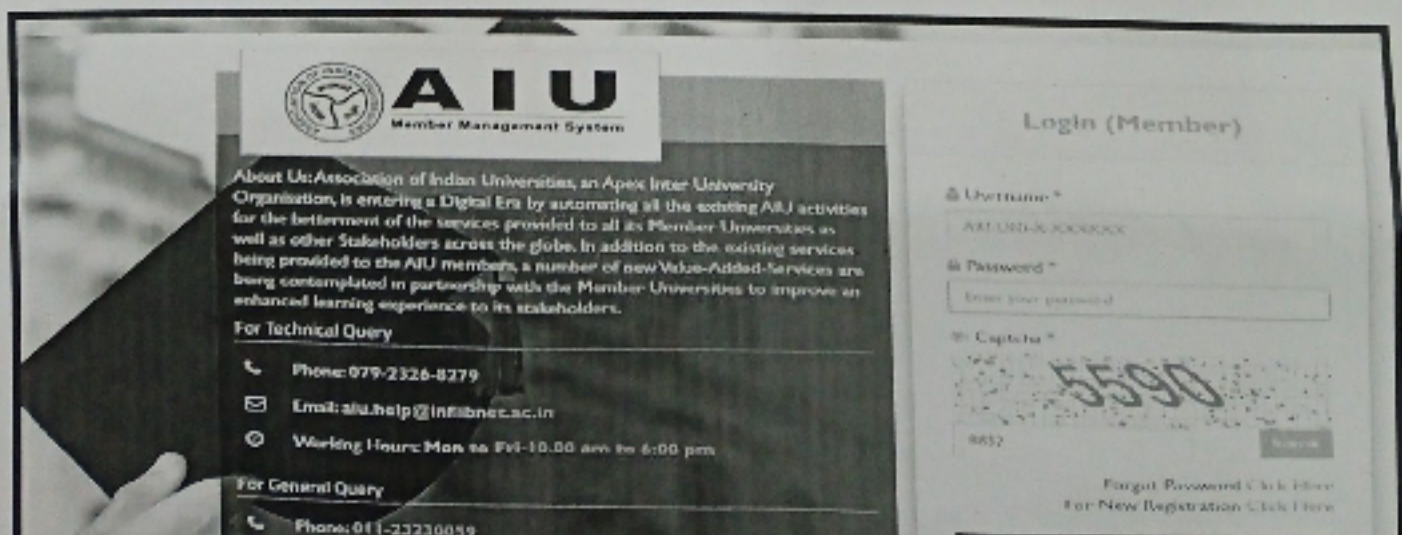 AIU
Member Management System
About Us: Association of Indian Universities, an Apex Inter University
Organisation, is entering a Digital Era by automating all the existing AIU activities
for the betterment of the services provided to all its Member Universities as
well as other Stakeholders across the globe. In addition to the existing services
being provided to the AIU members, a number of new Value-Added-Services are
being contemplated in partnership with the Member Universities to improve an
enhanced learning experience to its stakeholders.
For Technical Query
Phone: 079-2326-8279
Email: aiu.help@inflibnet.ac.in
Working Hours: Mon to Fri-10.00 am to 6:00 pm
For General Query
Phone: 011-23230059
Login (Member)
Username *
Password *
Enter your password
Captcha *
5590
8832
Submit
Forgot Password Click Here
For New Registration Click Here